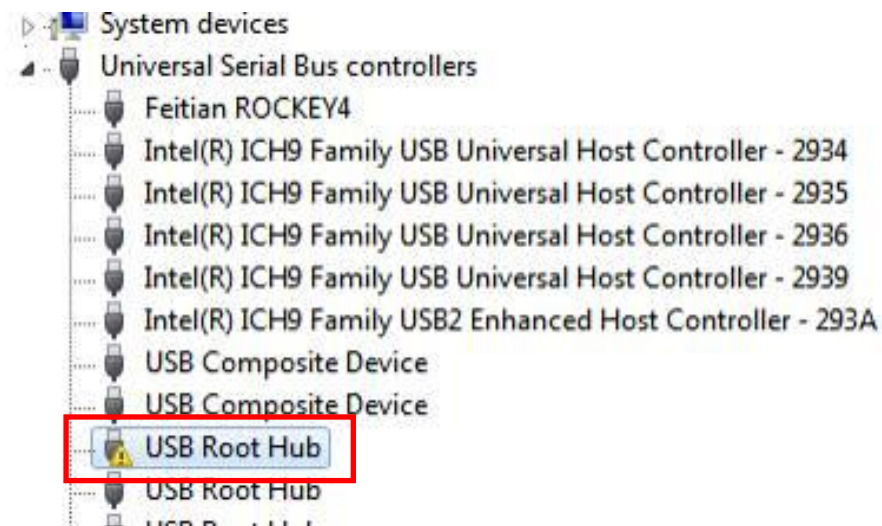 System devices
Universal Serial Bus controllers
Feitian ROCKEY4
Intel(R) ICH9 Family USB Universal Host Controller - 2934
Intel(R) ICH9 Family USB Universal Host Controller - 2935
Intel(R) ICH9 Family USB Universal Host Controller - 2936
Intel(R) ICH9 Family USB Universal Host Controller - 2939
Intel(R) ICH9 Family USB2 Enhanced Host Controller - 293A
USB Composite Device
USB Composite Device
USB Root Hub
USB Root Hub